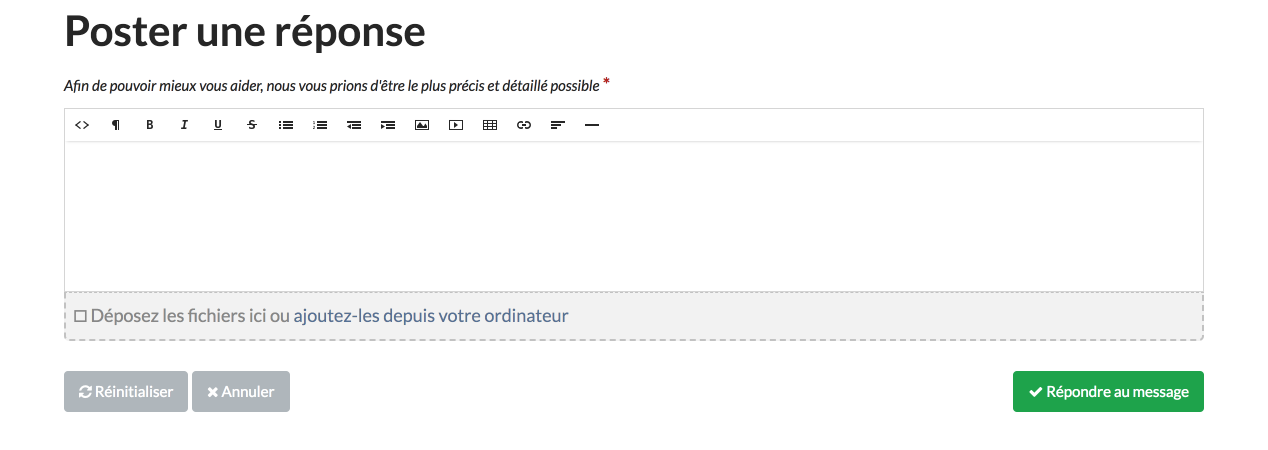 Poster une réponse
Afin de pouvoir mieux vous aider, nous vous prions d'être le plus précis et détaillé possible *
<> ¶ B I U S
Déposez les fichiers ici ou ajoutez-les depuis votre ordinateur
Réinitialiser Annuler Répondre au message